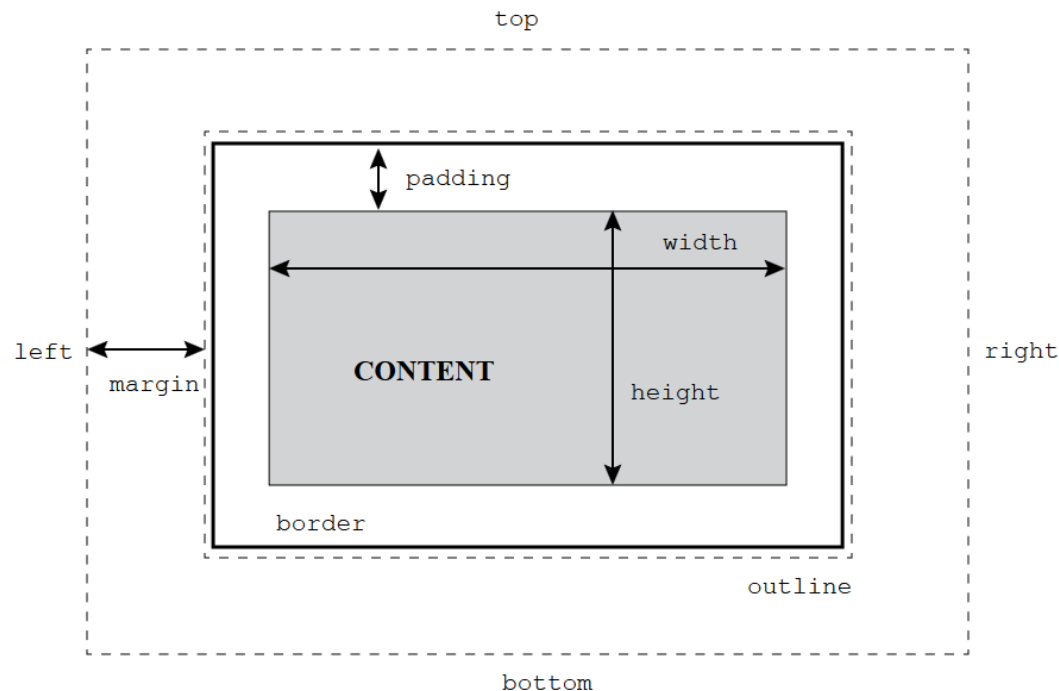 top
padding
width
left
right
CONTENT
margin
height
border
outline
bottom